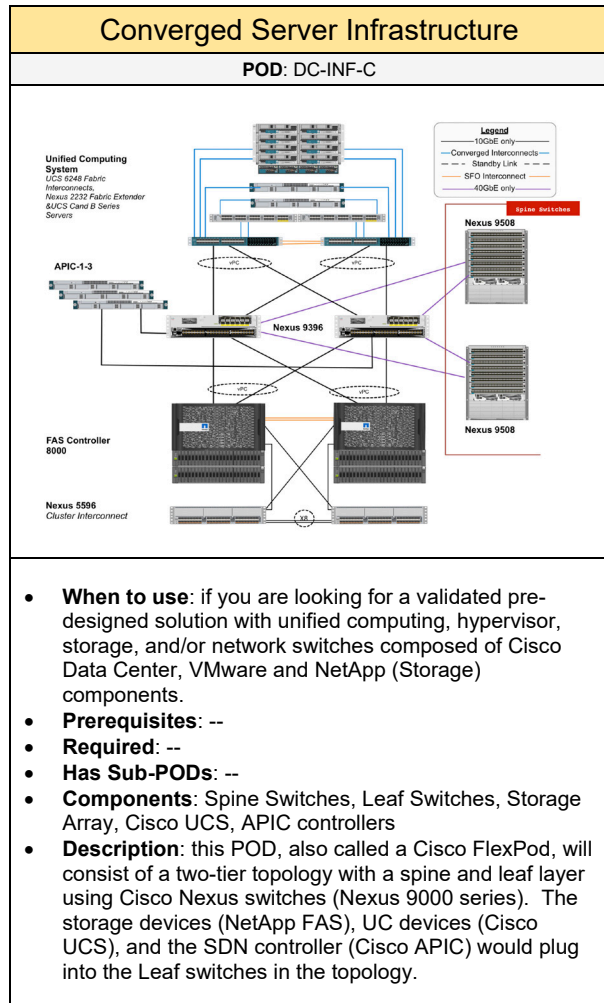 Converged Server Infrastructure
POD: DC-INF-C
Unified Computing
System
UCS 6248 Fabric
Interconnects,
Nexus 2232 Fabric Extender
&UCS Cand B Series
Servers
Legend
10GbE only
Converged Interconnects
Standby Link
SFO Interconnect
40GbE only
Spine Switches
Nexus 9508
vPC
vPC
APIC-1-3
Nexus 9396
vPC
vPC
Nexus 9508
FAS Controller
8000
Nexus 5596
Cluster Interconnect
X8
• When to use: if you are looking for a validated pre-
designed solution with unified computing, hypervisor,
storage, and/or network switches composed of Cisco
Data Center, VMware and NetApp (Storage)
components.
• Prerequisites: --
• Required: --
• Has Sub-PODs: --
• Components: Spine Switches, Leaf Switches, Storage
Array, Cisco UCS, APIC controllers
• Description: this POD, also called a Cisco FlexPod, will
consist of a two-tier topology with a spine and leaf layer
using Cisco Nexus switches (Nexus 9000 series).  The
storage devices (NetApp FAS), UC devices (Cisco
UCS), and the SDN controller (Cisco APIC) would plug
into the Leaf switches in the topology.